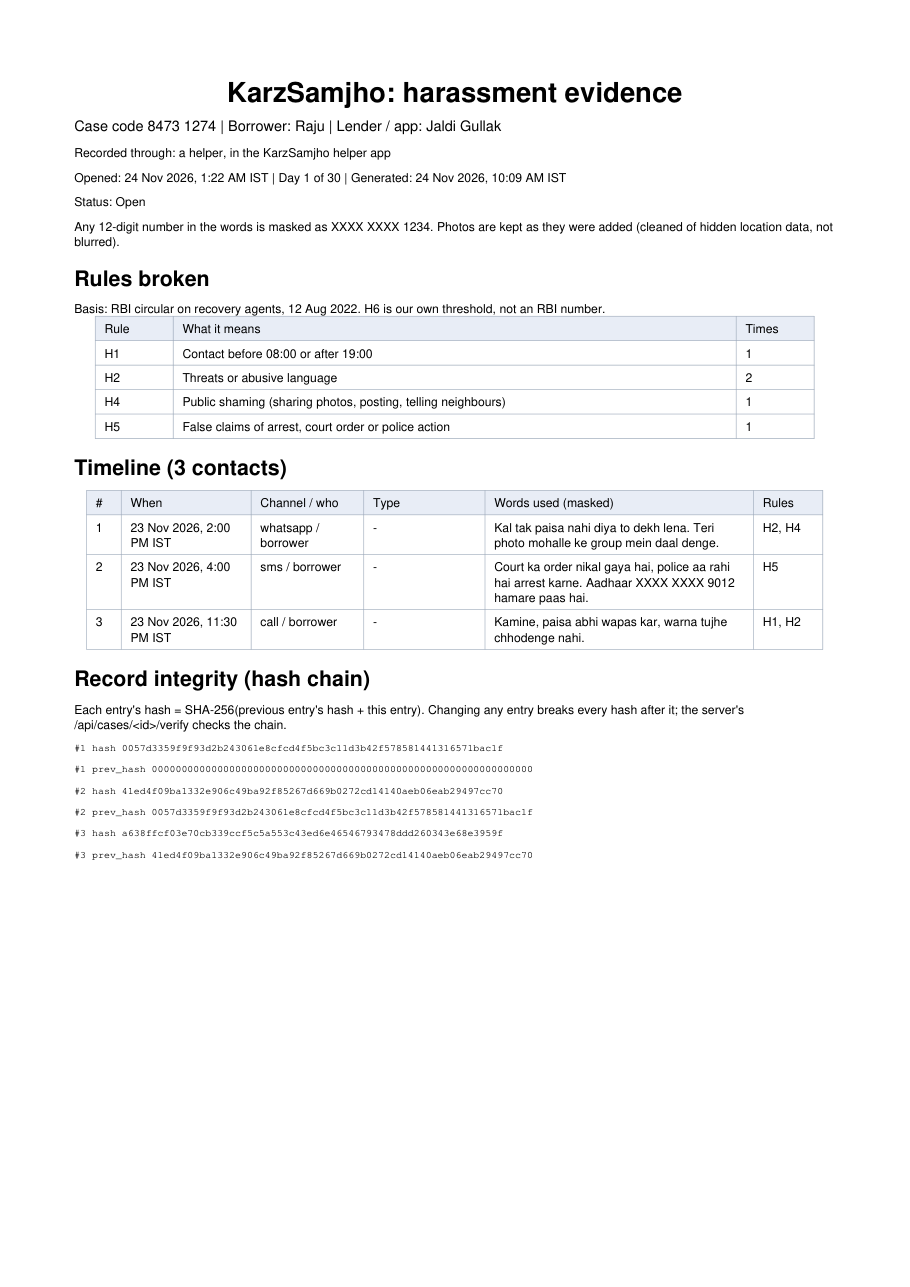 KarzSamjho: harassment evidence
Case code 8473 1274 | Borrower: Raju | Lender / app: Jaldi Gullak
Recorded through: a helper, in the KarzSamjho helper app
Opened: 24 Nov 2026, 1:22 AM IST | Day 1 of 30 | Generated: 24 Nov 2026, 10:09 AM IST
Status: Open
Any 12-digit number in the words is masked as XXXX XXXX 1234. Photos are kept as they were added (cleaned of hidden location data, not
blurred).
Rules broken
Basis: RBI circular on recovery agents, 12 Aug 2022. H6 is our own threshold, not an RBI number.
Rule What it means Times
H1 Contact before 08:00 or after 19:00 1
H2 Threats or abusive language 2
H4 Public shaming (sharing photos, posting, telling neighbours) 1
H5 False claims of arrest, court order or police action 1
Timeline (3 contacts)
# When Channel / who Type Words used (masked) Rules
1 23 Nov 2026, 2:00 whatsapp / - Kal tak paisa nahi diya to dekh lena. Teri H2, H4
PM IST borrower photo mohalle ke group mein daal denge.
2 23 Nov 2026, 4:00 sms / borrower - Court ka order nikal gaya hai, police aa rahi H5
PM IST hai arrest karne. Aadhaar XXXX XXXX 9012
hamare paas hai.
3 23 Nov 2026, 11:30 call / borrower - Kamine, paisa abhi wapas kar, warna tujhe H1, H2
PM IST chhodenge nahi.
Record integrity (hash chain)
Each entry's hash = SHA-256(previous entry's hash + this entry). Changing any entry breaks every hash after it; the server's
/api/cases/<id>/verify checks the chain.
#1 hash 0057d3359f9f93d2b243061e8cfcd4f5bc3c11d3b42f578581441316571bac1f
#1 prev_hash 0000000000000000000000000000000000000000000000000000000000000000
#2 hash 41ed4f09ba1332e906c49ba92f85267d669b0272cd14140aeb06eab29497cc70
#2 prev_hash 0057d3359f9f93d2b243061e8cfcd4f5bc3c11d3b42f578581441316571bac1f
#3 hash a638ffcf03e70cb339ccf5c5a553c43ed6e46546793478ddd260343e68e3959f
#3 prev_hash 41ed4f09ba1332e906c49ba92f85267d669b0272cd14140aeb06eab29497cc70